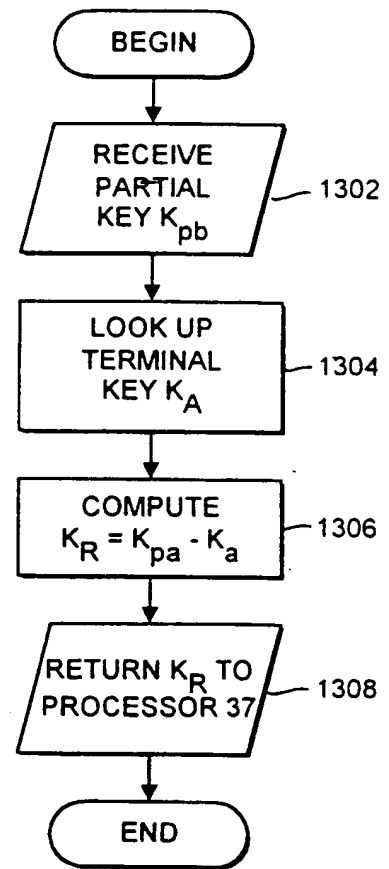 BEGIN
RECEIVE
PARTIAL
KEY K_pb
1302
LOOK UP
TERMINAL
KEY K_A
1304
COMPUTE
K_R = K_pa - K_a
1306
RETURN K_R TO
PROCESSOR 37
1308
END